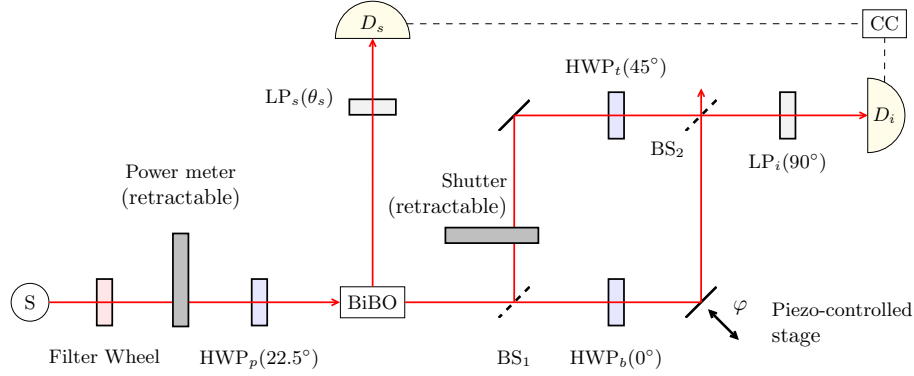 D_s
CC
LP_s(θ_s)
HWP_t(45°)
D_i
BS_2
LP_i(90°)
Power meter
(retractable)
Shutter
(retractable)
S
BiBO
φ
Piezo-controlled
stage
Filter Wheel
HWP_p(22.5°)
BS_1
HWP_b(0°)